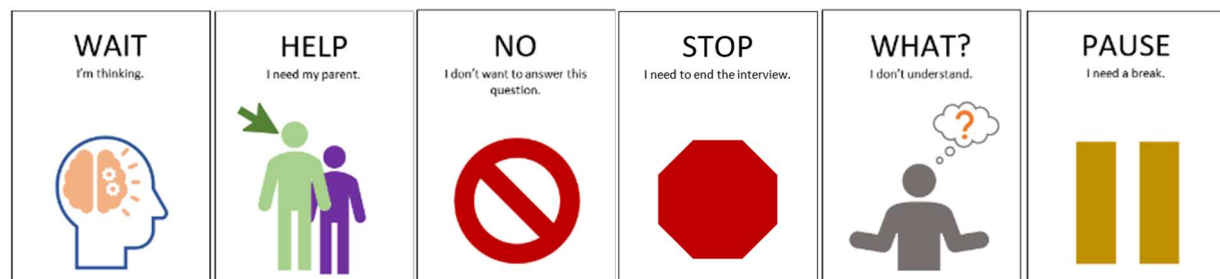 WAIT
I'm thinking.
HELP
I need my parent.
NO
I don't want to answer this
question.
STOP
I need to end the interview.
WHAT?
I don't understand.
?
PAUSE
I need a break.